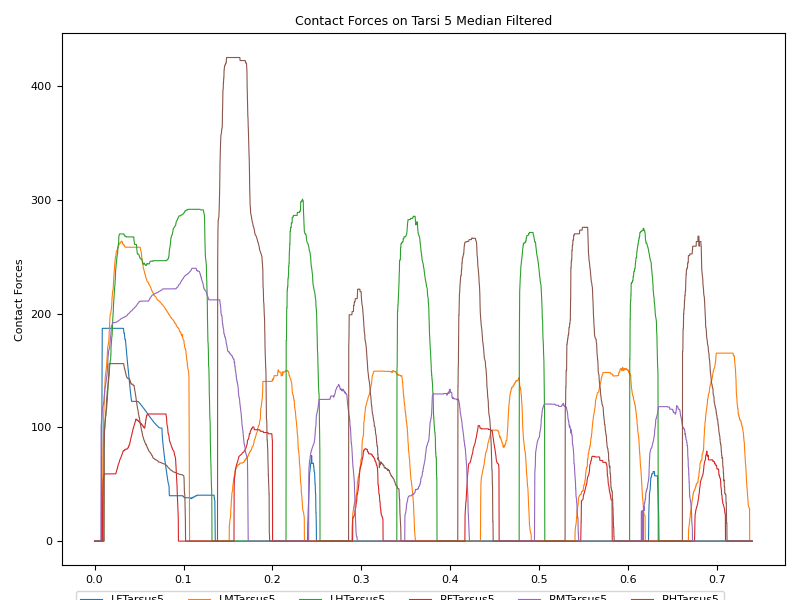 Contact Forces on Tarsi 5 Median Filtered
400
300
200
100
0
Contact Forces
0.0 0.1 0.2 0.3 0.4 0.5 0.6 0.7
LFTarsus5 LMTarsus5 LHTarsus5 RFTarsus5 RMTarsus5 RHTarsus5